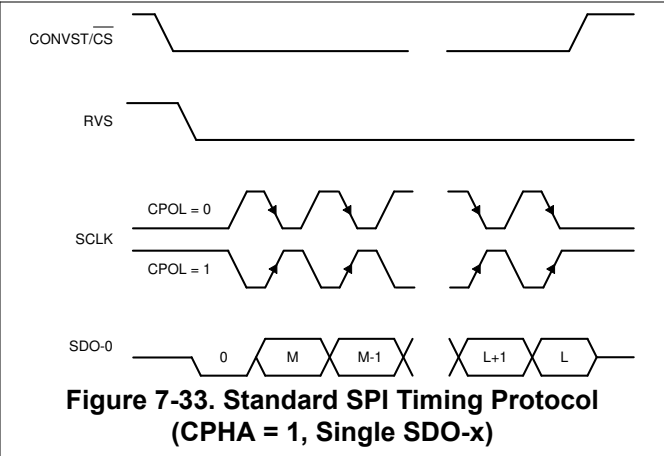 CONVST/CS
RVS
CPOL = 0
SCLK
CPOL = 1
SDO-0 0 M M-1 L+1 L
Figure 7-33. Standard SPI Timing Protocol
(CPHA = 1, Single SDO-x)